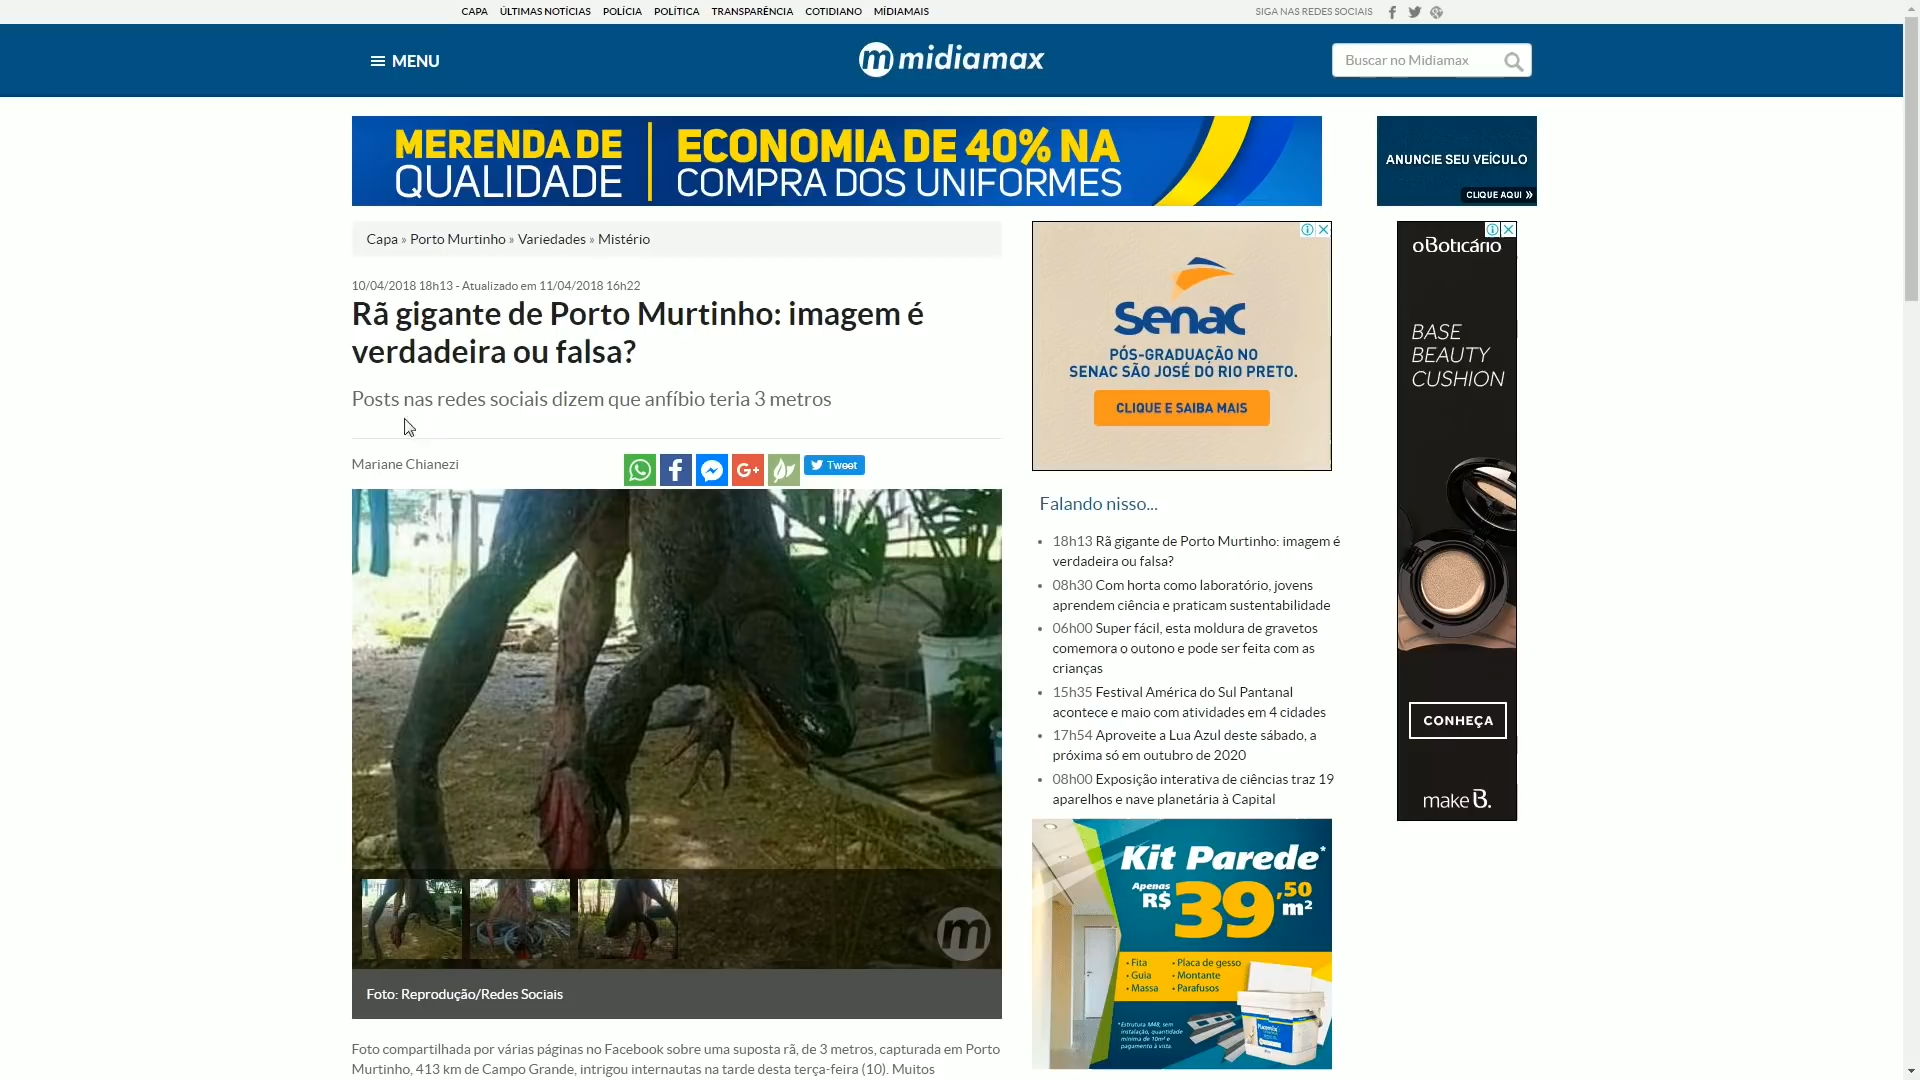 CAPA ÚLTIMAS NOTÍCIAS POLÍCIA POLÍTICA TRANSPARÊNCIA COTIDIANO MÍDIAMAIS
SIGA NAS REDES SOCIAIS
MENU
midiamax
Buscar no Midiamax
MERENDA DE
QUALIDADE
ECONOMIA DE 40% NA
COMPRA DOS UNIFORMES
ANUNCIE SEU VEÍCULO
CLIQUE AQUI »
Capa » Porto Murtinho » Variedades » Mistério
10/04/2018 18h13 - Atualizado em 11/04/2018 16h22
Rã gigante de Porto Murtinho: imagem é
verdadeira ou falsa?
Posts nas redes sociais dizem que anfíbio teria 3 metros
Mariane Chianezi
Tweet
Foto: Reprodução/Redes Sociais
Foto compartilhada por várias páginas no Facebook sobre uma suposta rã, de 3 metros, capturada em Porto
Murtinho, 413 km de Campo Grande, intrigou internautas na tarde desta terça-feira (10). Muitos
Senac
PÓS-GRADUAÇÃO NO
SENAC SÃO JOSÉ DO RIO PRETO.
CLIQUE E SAIBA MAIS
Falando nisso...
18h13 Rã gigante de Porto Murtinho: imagem é
verdadeira ou falsa?
08h30 Com horta como laboratório, jovens
aprendem ciência e praticam sustentabilidade
06h00 Super fácil, esta moldura de gravetos
comemora o outono e pode ser feita com as
crianças
15h35 Festival América do Sul Pantanal
acontece e maio com atividades em 4 cidades
17h54 Aproveite a Lua Azul deste sábado, a
próxima só em outubro de 2020
08h00 Exposição interativa de ciências traz 19
aparelhos e nave planetária à Capital
Kit Parede*
Apenas
R$ 39,50
m²
• Fita • Placa de gesso
• Guia • Montante
• Massa • Parafusos
*Estrutura M48, sem
instalação, quantidade
mínima de 10m² e
pagamento à vista.
oBoticário
BASE
BEAUTY
CUSHION
CONHEÇA
make B.